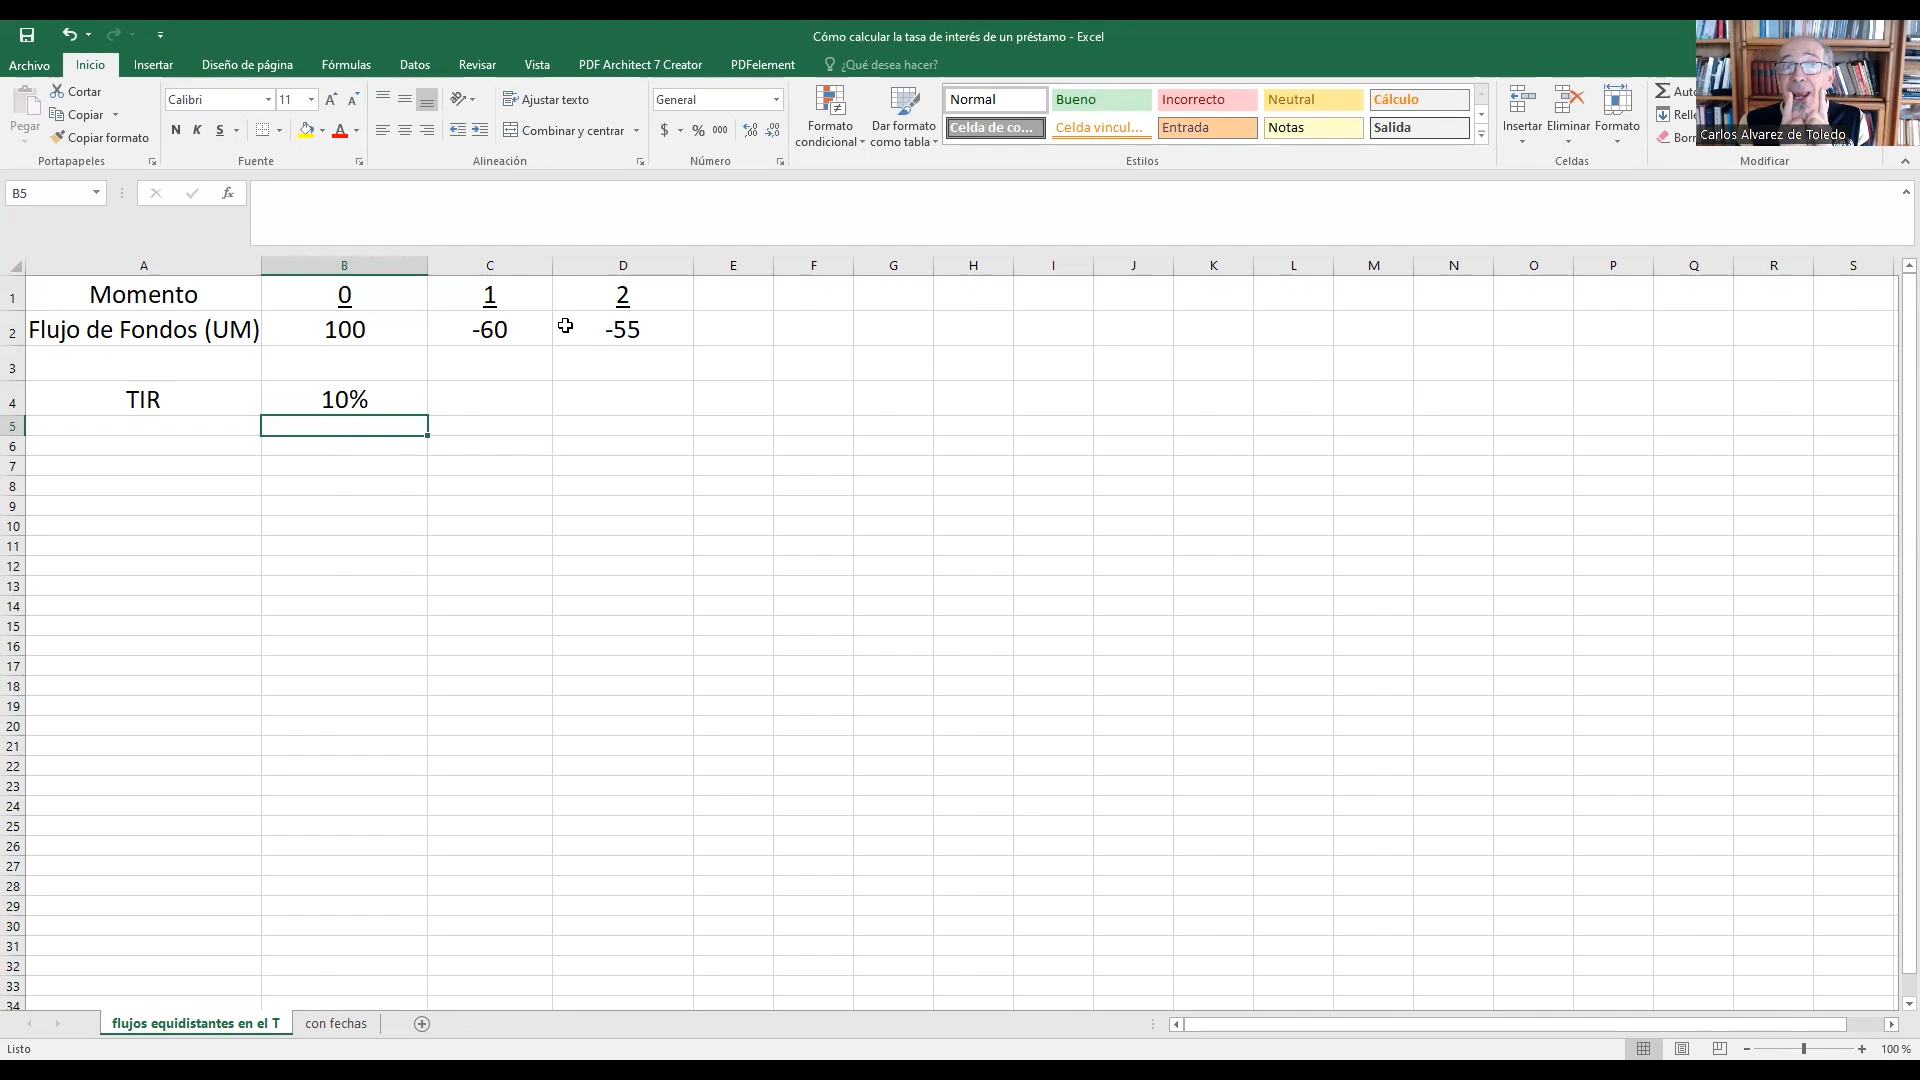 Cómo calcular la tasa de interés de un préstamo - Excel
Archivo Inicio Insertar Diseño de página Fórmulas Datos Revisar Vista PDF Architect 7 Creator PDFelement ¿Qué desea hacer?
Pegar
Cortar
Copiar
Copiar formato
Portapapeles
Calibri 11
N K S
Fuente
Ajustar texto
Combinar y centrar
Alineación
General
$ % 000
Número
Formato condicional
Dar formato como tabla
Normal Bueno Incorrecto Neutral Cálculo
Celda de co... Celda vincul... Entrada Notas Salida
Estilos
Insertar Eliminar Formato
Celdas
Auto
Relle
Borr
Modificar
Carlos Alvarez de Toledo
B5 fx
A B C D E F G H I J K L M N O P Q R S
1 Momento 0 1 2
2 Flujo de Fondos (UM) 100 -60 -55
3
4 TIR 10%
5
6
7
8
9
10
11
12
13
14
15
16
17
18
19
20
21
22
23
24
25
26
27
28
29
30
31
32
33
34
flujos equidistantes en el T con fechas
Listo 100 %